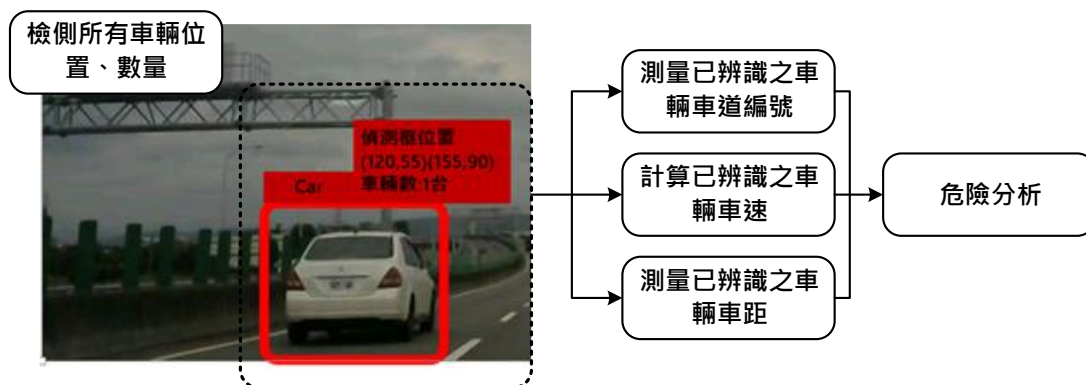 檢側所有車輛位
置、數量
偵測框位置
(120,55)(155,90)
車輛數:1台
Car
測量已辨識之車
輛車道編號
計算已辨識之車
輛車速
測量已辨識之車
輛車距
危險分析